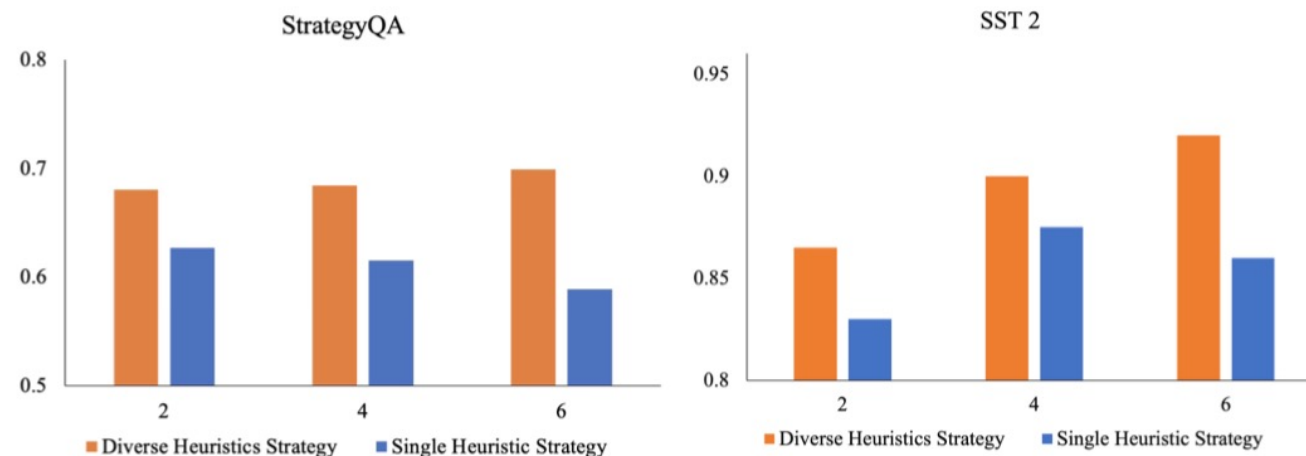 StrategyQA
0.8
0.7
0.6
0.5
2 4 6
Diverse Heuristics Strategy Single Heuristic Strategy
SST 2
0.95
0.9
0.85
0.8
2 4 6
Diverse Heuristics Strategy Single Heuristic Strategy